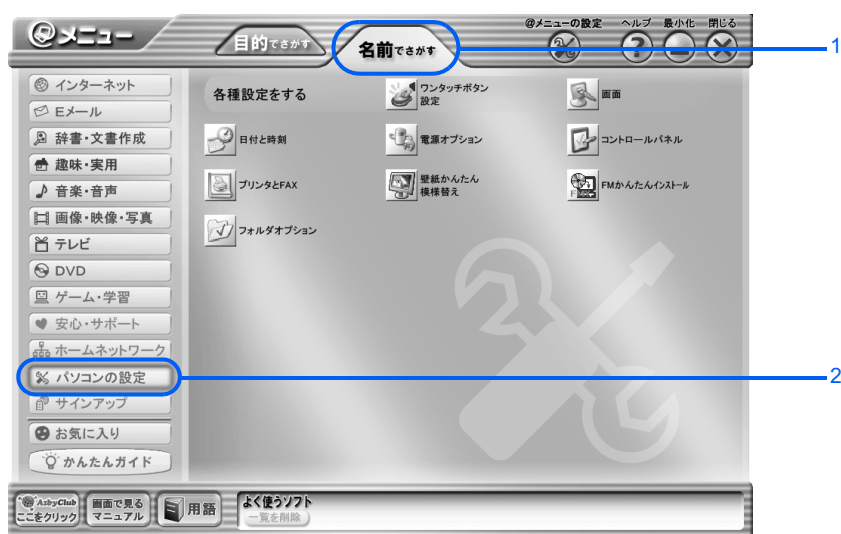 @メニュー
目的でさがす
名前でさがす
@メニューの設定
ヘルプ
最小化
閉じる
1
インターネット
Eメール
辞書・文書作成
趣味・実用
音楽・音声
画像・映像・写真
テレビ
DVD
ゲーム・学習
安心・サポート
ホームネットワーク
パソコンの設定
サインアップ
お気に入り
かんたんガイド
2
各種設定をする
ワンタッチボタン
設定
画面
日付と時刻
電源オプション
コントロールパネル
プリンタとFAX
壁紙かんたん
模様替え
FMかんたんインストール
フォルダオプション
@AzbyClub
ここをクリック
画面で見る
マニュアル
用語
よく使うソフト
一覧を削除